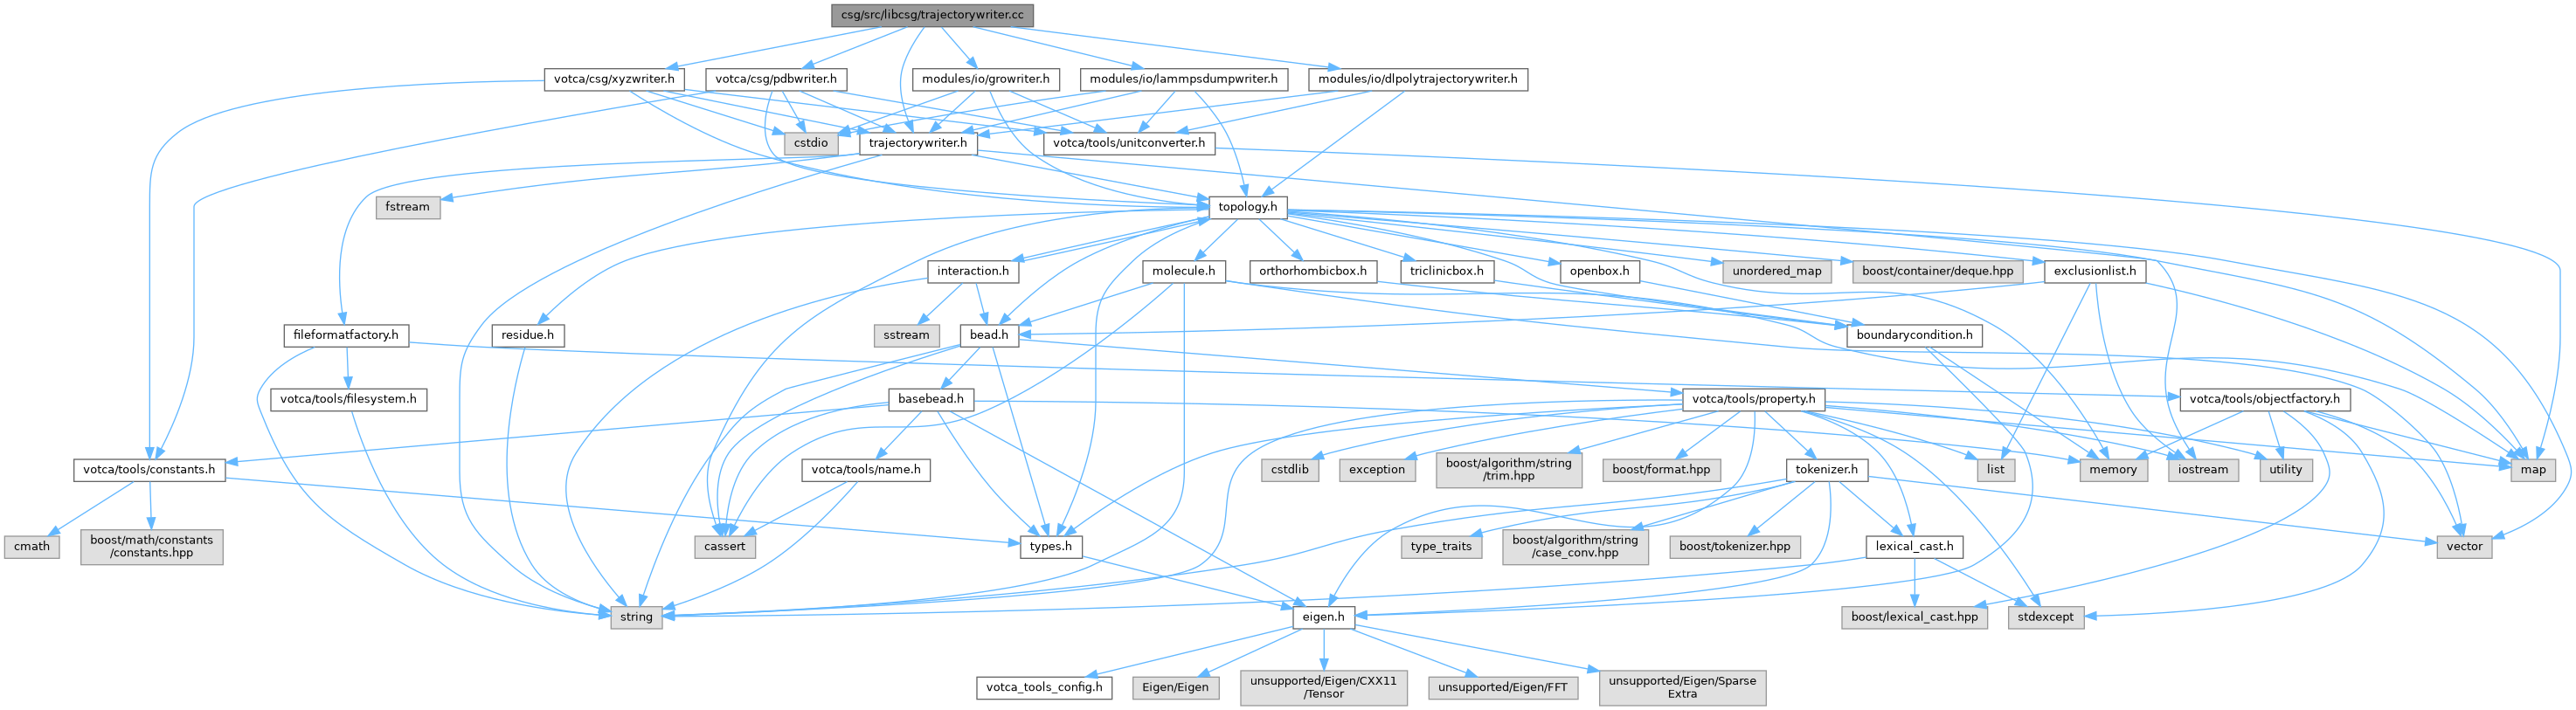 csg/src/libcsg/trajectorywriter.cc
votca/csg/xyzwriter.h
votca/csg/pdbwriter.h
modules/io/growriter.h
modules/io/lammpsdumpwriter.h
modules/io/dlpolytrajectorywriter.h
cstdio
trajectorywriter.h
votca/tools/unitconverter.h
fstream
topology.h
interaction.h
molecule.h
orthorhombicbox.h
triclinicbox.h
openbox.h
unordered_map
boost/container/deque.hpp
exclusionlist.h
fileformatfactory.h
residue.h
sstream
bead.h
boundarycondition.h
votca/tools/filesystem.h
basebead.h
votca/tools/property.h
votca/tools/objectfactory.h
votca/tools/constants.h
votca/tools/name.h
cstdlib
exception
boost/algorithm/string
/trim.hpp
boost/format.hpp
tokenizer.h
list
memory
iostream
utility
map
cmath
boost/math/constants
/constants.hpp
cassert
types.h
type_traits
boost/algorithm/string
/case_conv.hpp
boost/tokenizer.hpp
lexical_cast.h
vector
string
eigen.h
boost/lexical_cast.hpp
stdexcept
votca_tools_config.h
Eigen/Eigen
unsupported/Eigen/CXX11
/Tensor
unsupported/Eigen/FFT
unsupported/Eigen/Sparse
Extra